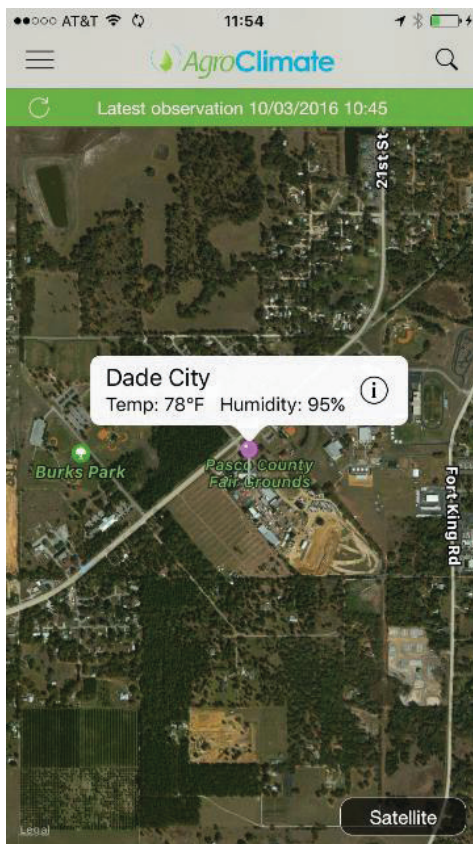 AT&T 11:54
AgroClimate
Latest observation 10/03/2016 10:45
21st St
Dade City
Temp: 78°F Humidity: 95%
i
Burks Park
Pasco County
Fair Grounds
Fort King Rd
Satellite
Legal